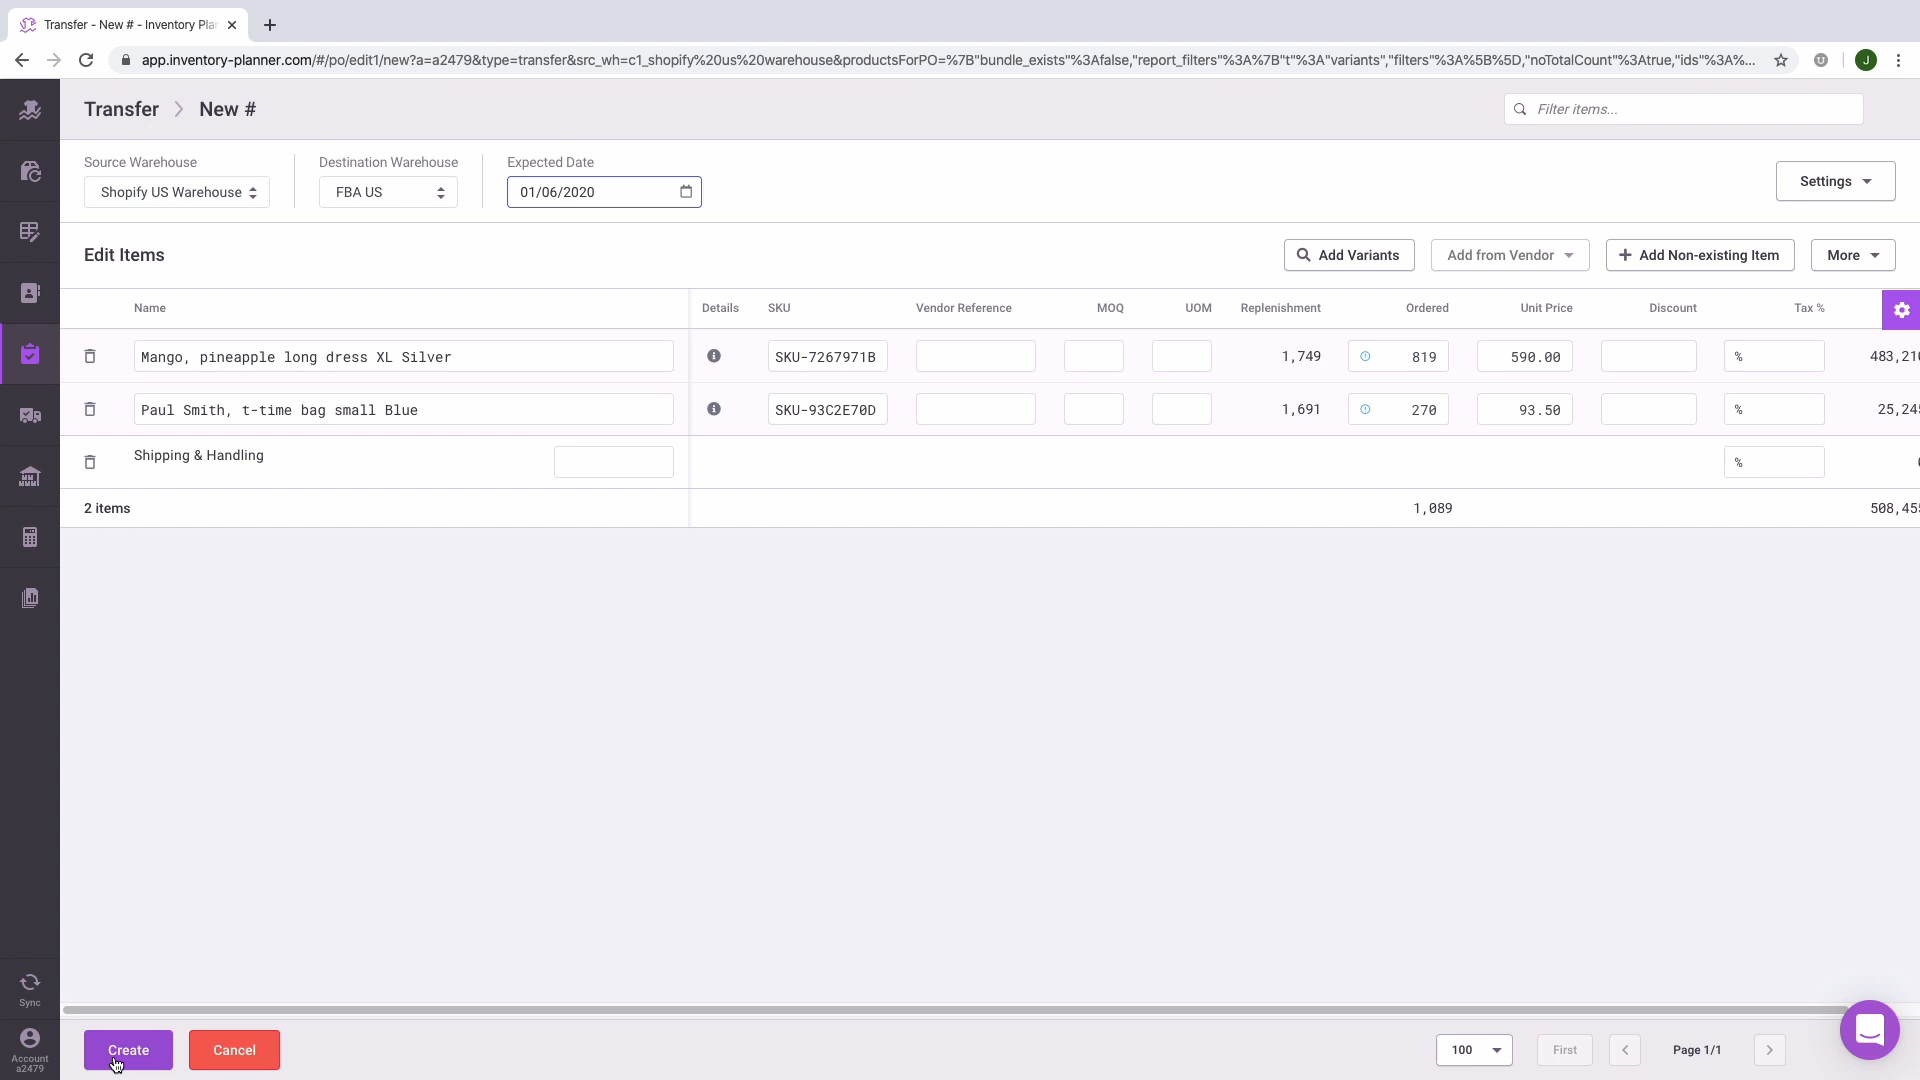 Transfer - New # - Inventory Pla
app.inventory-planner.com/#/po/edit1/new?a=a2479&type=transfer&src_wh=c1_shopify%20us%20warehouse&productsForPO=%7B"bundle_exists"%3Afalse,"report_filters"%3A%7B"t"%3A"variants","filters"%3A%5B%5D,"noTotalCount"%3Atrue,"ids"%3A%...
J
Transfer New #
Filter items...
Source Warehouse Destination Warehouse Expected Date
Shopify US Warehouse FBA US 01/06/2020
Settings
Edit Items
Add Variants Add from Vendor Add Non-existing Item More
Name Details SKU Vendor Reference MOQ UOM Replenishment Ordered Unit Price Discount Tax %
Mango, pineapple long dress XL Silver SKU-7267971B 1,749 819 590.00 % 483,210
Paul Smith, t-time bag small Blue SKU-93C2E70D 1,691 270 93.50 % 25,245
Shipping & Handling %
2 items 1,089 508,455
Sync
Account
a2479
Create Cancel
100 First Page 1/1